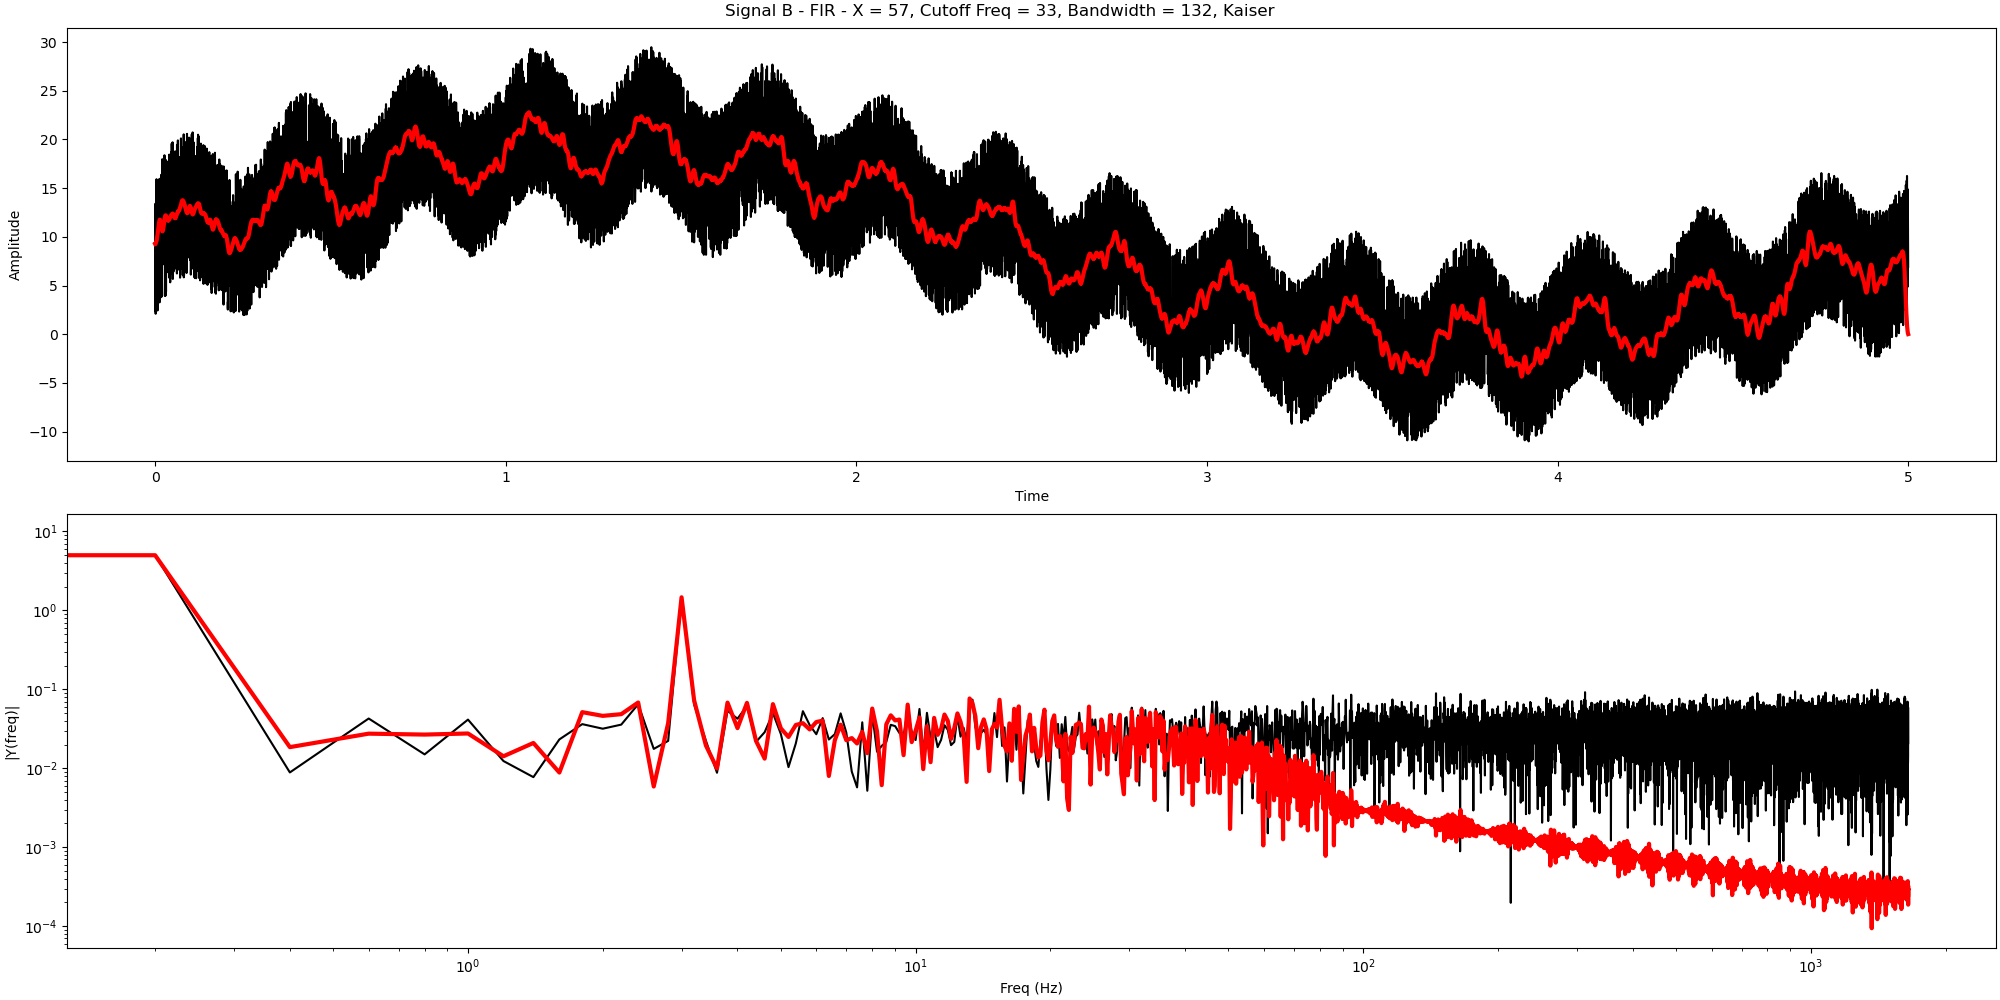 Signal B - FIR - X = 57, Cutoff Freq = 33, Bandwidth = 132, Kaiser
30
25
20
15
10
5
0
−5
−10
Amplitude
0 1 2 3 4 5
Time
10¹
10⁰
10⁻¹
10⁻²
10⁻³
10⁻⁴
|Y(freq)|
10⁰ 10¹ 10² 10³
Freq (Hz)